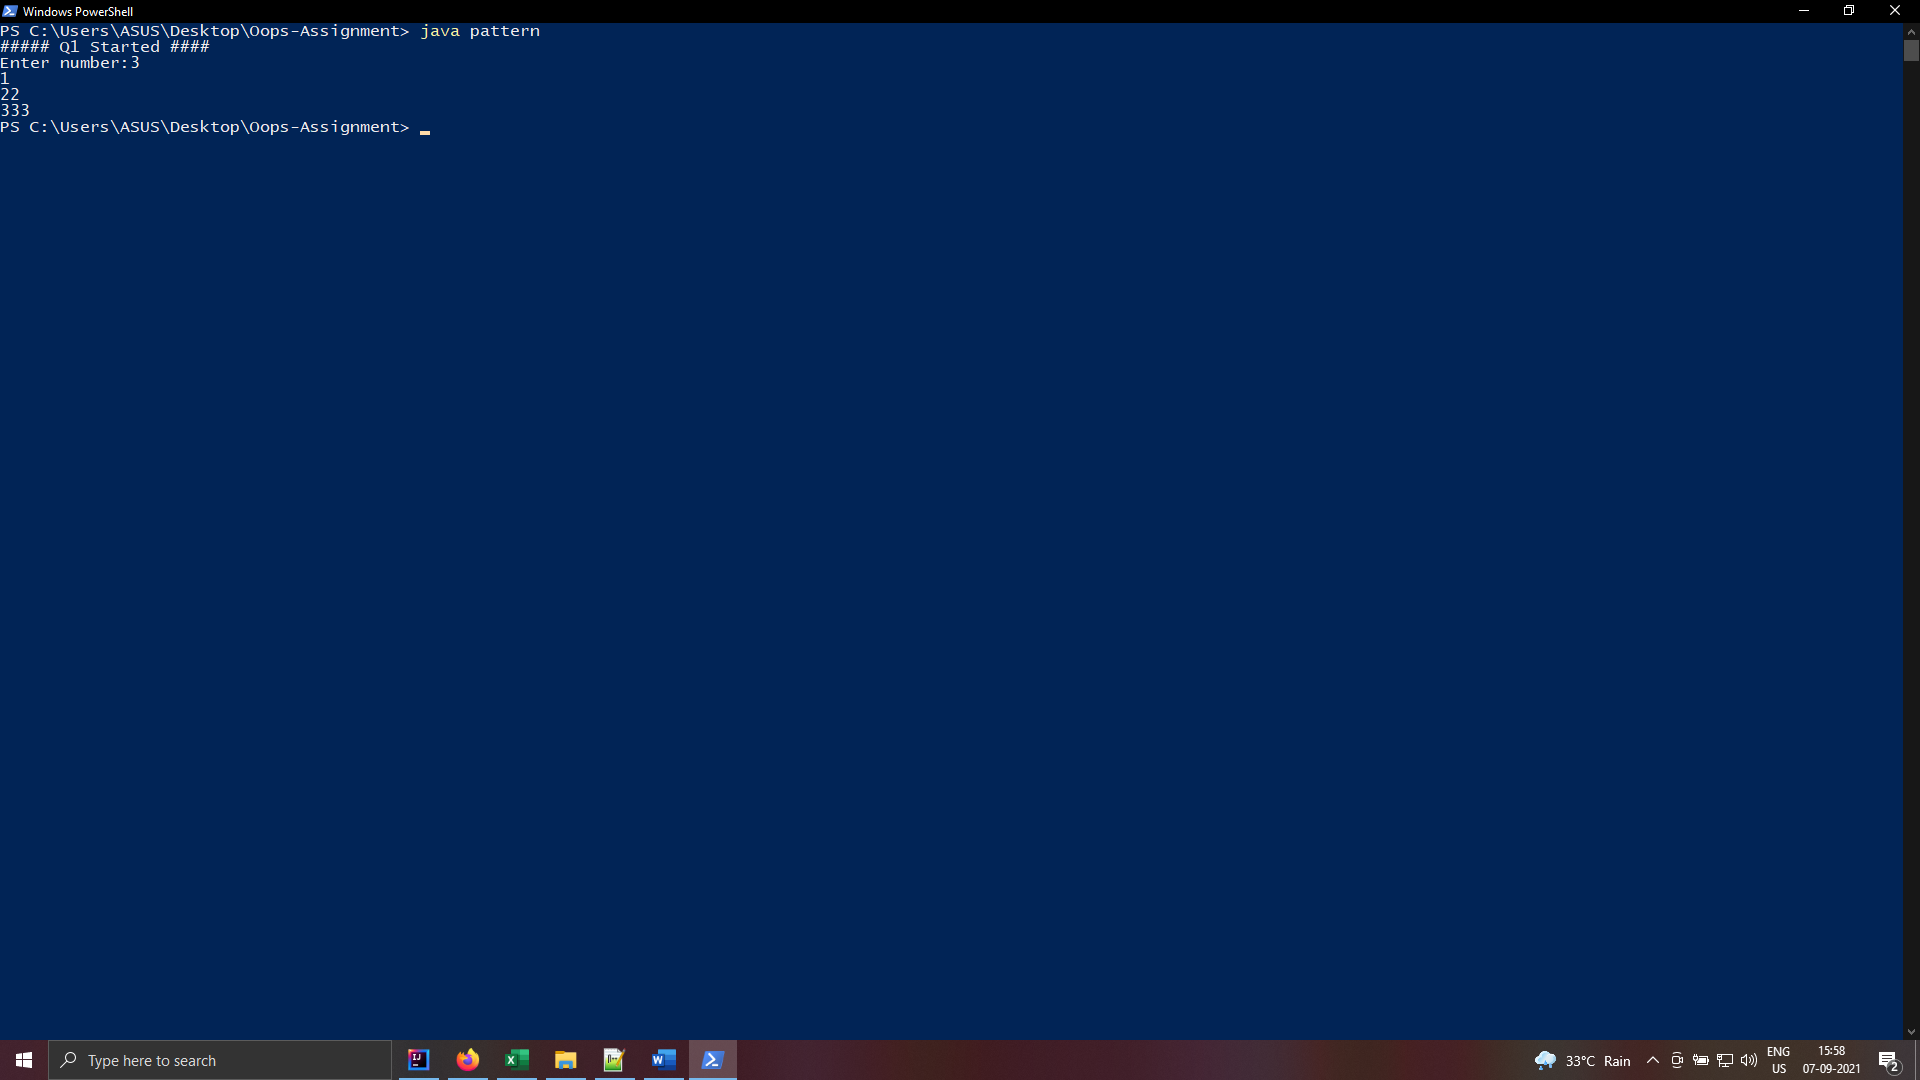 Windows PowerShell
PS C:\Users\ASUS\Desktop\Oops-Assignment> java pattern
##### Q1 Started ####
Enter number:3
1
22
333
PS C:\Users\ASUS\Desktop\Oops-Assignment>
Type here to search
33°C Rain
ENG
US
15:58
07-09-2021
2